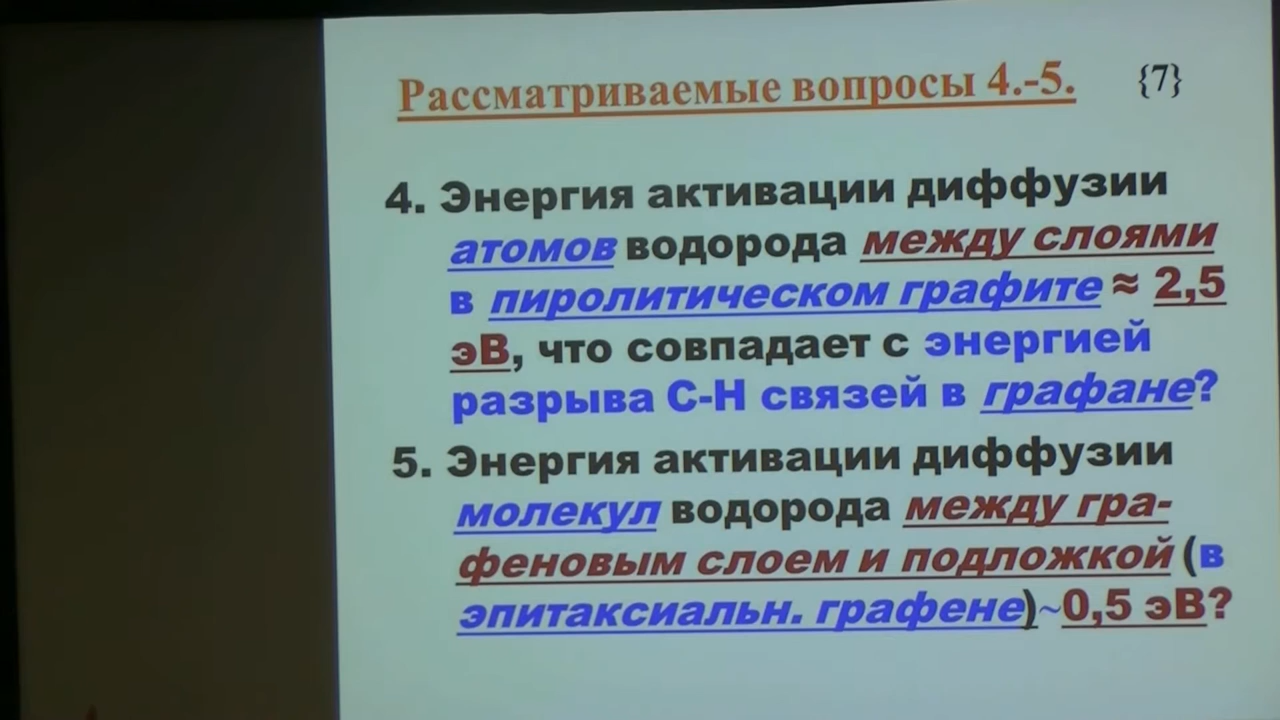 Рассматриваемые вопросы 4.-5. {7}
4. Энергия активации диффузии
атомов водорода между слоями
в пиролитическом графите ≈ 2,5
эВ, что совпадает с энергией
разрыва С-Н связей в графане?
5. Энергия активации диффузии
молекул водорода между гра-
феновым слоем и подложкой (в
эпитаксиальн. графене)~0,5 эВ?